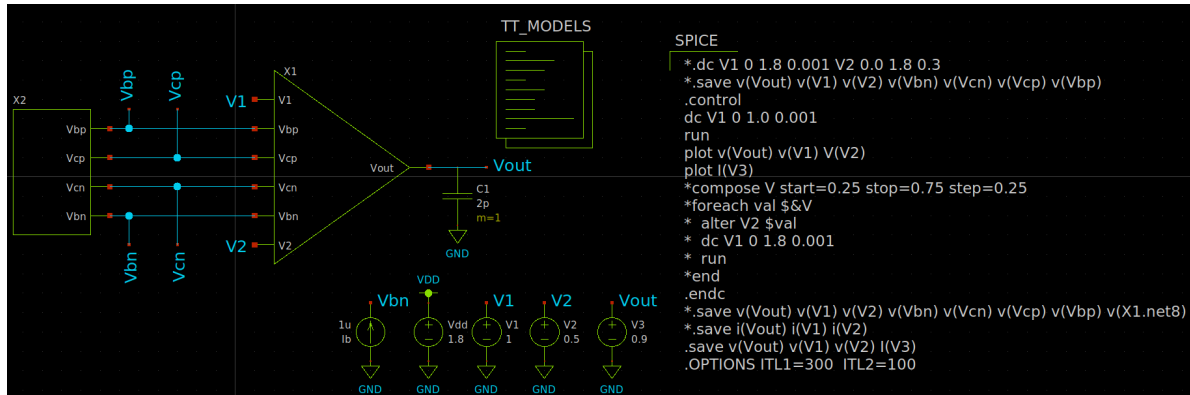 TT_MODELS
SPICE
*.dc V1 0 1.8 0.001 V2 0.0 1.8 0.3
*.save v(Vout) v(V1) v(V2) v(Vbn) v(Vcn) v(Vcp) v(Vbp)
.control
dc V1 0 1.0 0.001
run
plot v(Vout) v(V1) V(V2)
plot I(V3)
*compose V start=0.25 stop=0.75 step=0.25
*foreach val $&V
*  alter V2 $val
*  dc V1 0 1.8 0.001
*  run
*end
.endc
*.save v(Vout) v(V1) v(V2) v(Vbn) v(Vcn) v(Vcp) v(Vbp) v(X1.net8)
*.save i(Vout) i(V1) i(V2)
.save v(Vout) v(V1) v(V2) I(V3)
.OPTIONS ITL1=300  ITL2=100
X2
Vbp
Vcp
Vcn
Vbn
Vbp
Vcp
Vbn
Vcn
X1
V1
V1
Vbp
Vcp
Vcn
Vbn
V2
V2
Vout
Vout
C1
2p
m=1
GND
Vbn
1u
Ib
GND
VDD
Vdd
1.8
GND
V1
V1
1
GND
V2
V2
0.5
GND
Vout
V3
0.9
GND